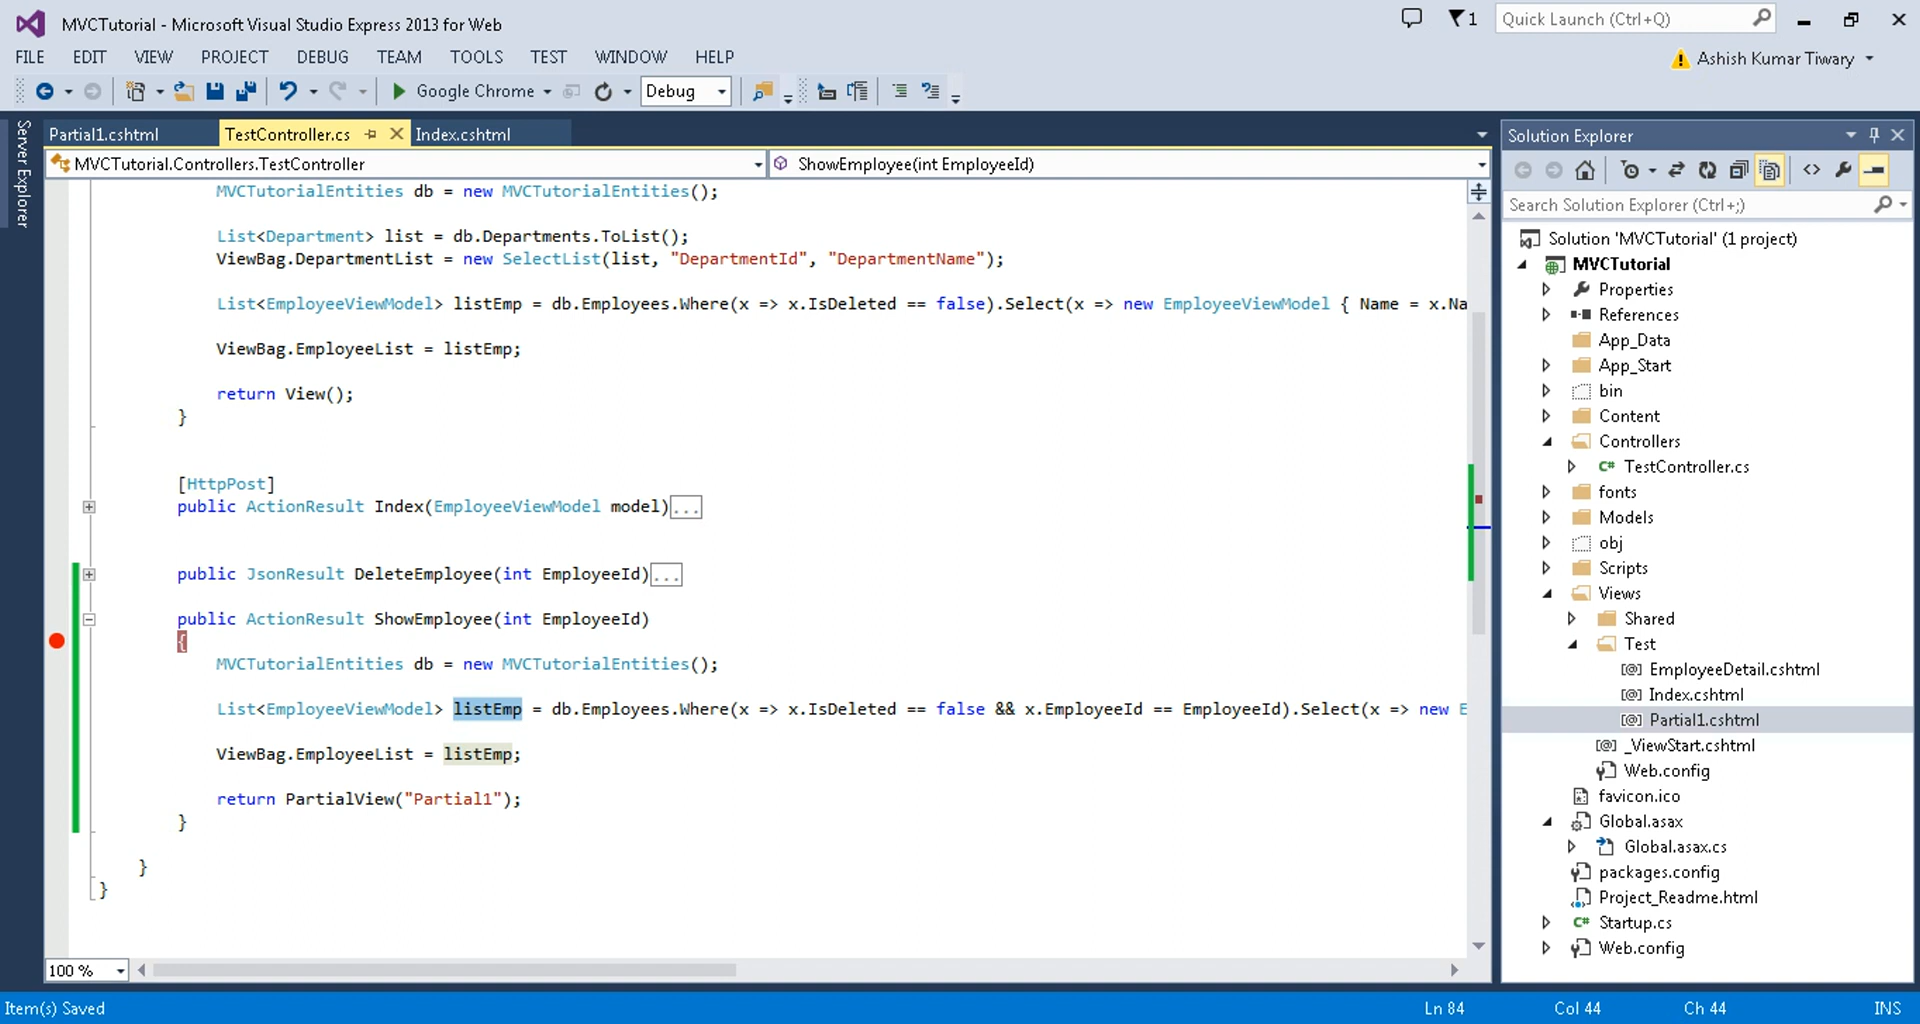 MVCTutorial - Microsoft Visual Studio Express 2013 for Web
1
Quick Launch (Ctrl+Q)
FILE EDIT VIEW PROJECT DEBUG TEAM TOOLS TEST WINDOW HELP
Ashish Kumar Tiwary
Google Chrome
Debug
Server Explorer
Partial1.cshtml
TestController.cs
Index.cshtml
MVCTutorial.Controllers.TestController
ShowEmployee(int EmployeeId)
MVCTutorialEntities db = new MVCTutorialEntities();
List<Department> list = db.Departments.ToList();
ViewBag.DepartmentList = new SelectList(list, "DepartmentId", "DepartmentName");
List<EmployeeViewModel> listEmp = db.Employees.Where(x => x.IsDeleted == false).Select(x => new EmployeeViewModel { Name = x.Na
ViewBag.EmployeeList = listEmp;
return View();
}
[HttpPost]
public ActionResult Index(EmployeeViewModel model)...
public JsonResult DeleteEmployee(int EmployeeId)...
public ActionResult ShowEmployee(int EmployeeId)
{
MVCTutorialEntities db = new MVCTutorialEntities();
List<EmployeeViewModel> listEmp = db.Employees.Where(x => x.IsDeleted == false && x.EmployeeId == EmployeeId).Select(x => new E
ViewBag.EmployeeList = listEmp;
return PartialView("Partial1");
}
}
}
100 %
Solution Explorer
Search Solution Explorer (Ctrl+;)
Solution 'MVCTutorial' (1 project)
MVCTutorial
Properties
References
App_Data
App_Start
bin
Content
Controllers
C# TestController.cs
fonts
Models
obj
Scripts
Views
Shared
Test
[@] EmployeeDetail.cshtml
[@] Index.cshtml
[@] Partial1.cshtml
[@] _ViewStart.cshtml
Web.config
favicon.ico
Global.asax
Global.asax.cs
packages.config
Project_Readme.html
C# Startup.cs
Web.config
Item(s) Saved
Ln 84
Col 44
Ch 44
INS